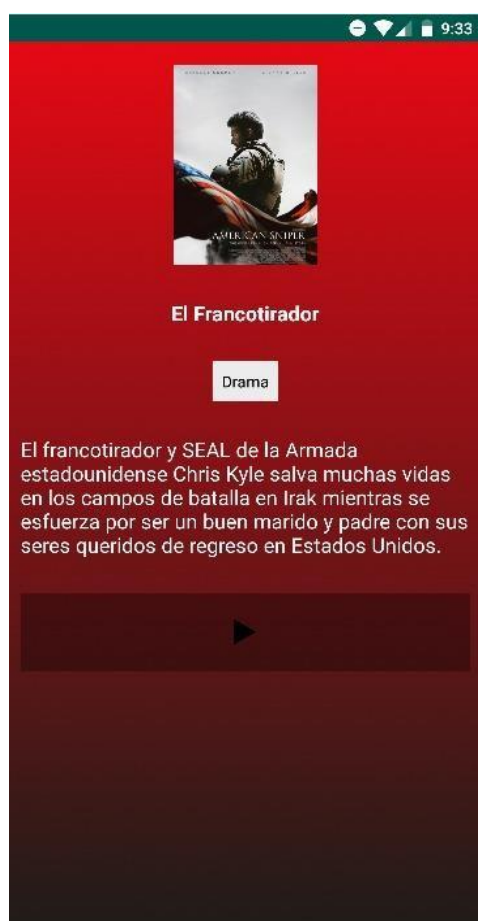 9:33
AMERICAN SNIPER
El Francotirador
Drama
El francotirador y SEAL de la Armada
estadounidense Chris Kyle salva muchas vidas
en los campos de batalla en Irak mientras se
esfuerza por ser un buen marido y padre con sus
seres queridos de regreso en Estados Unidos.